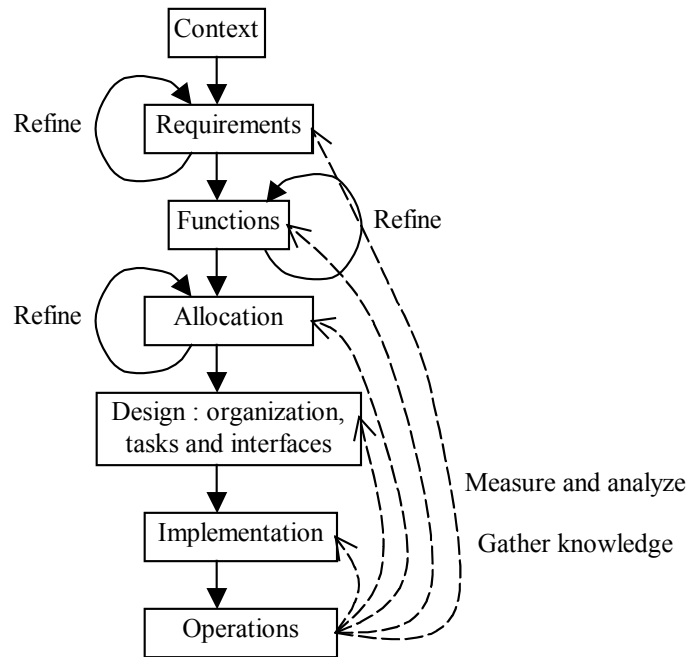 Context
Refine
Requirements
Functions
Refine
Refine
Allocation
Design : organization,
tasks and interfaces
Measure and analyze
Implementation
Gather knowledge
Operations